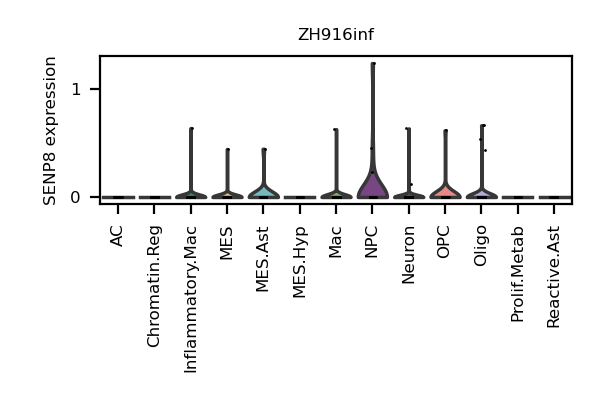 ZH916inf
SENP8 expression
1
0
AC
Chromatin.Reg
Inflammatory.Mac
MES
MES.Ast
MES.Hyp
Mac
NPC
Neuron
OPC
Oligo
Prolif.Metab
Reactive.Ast